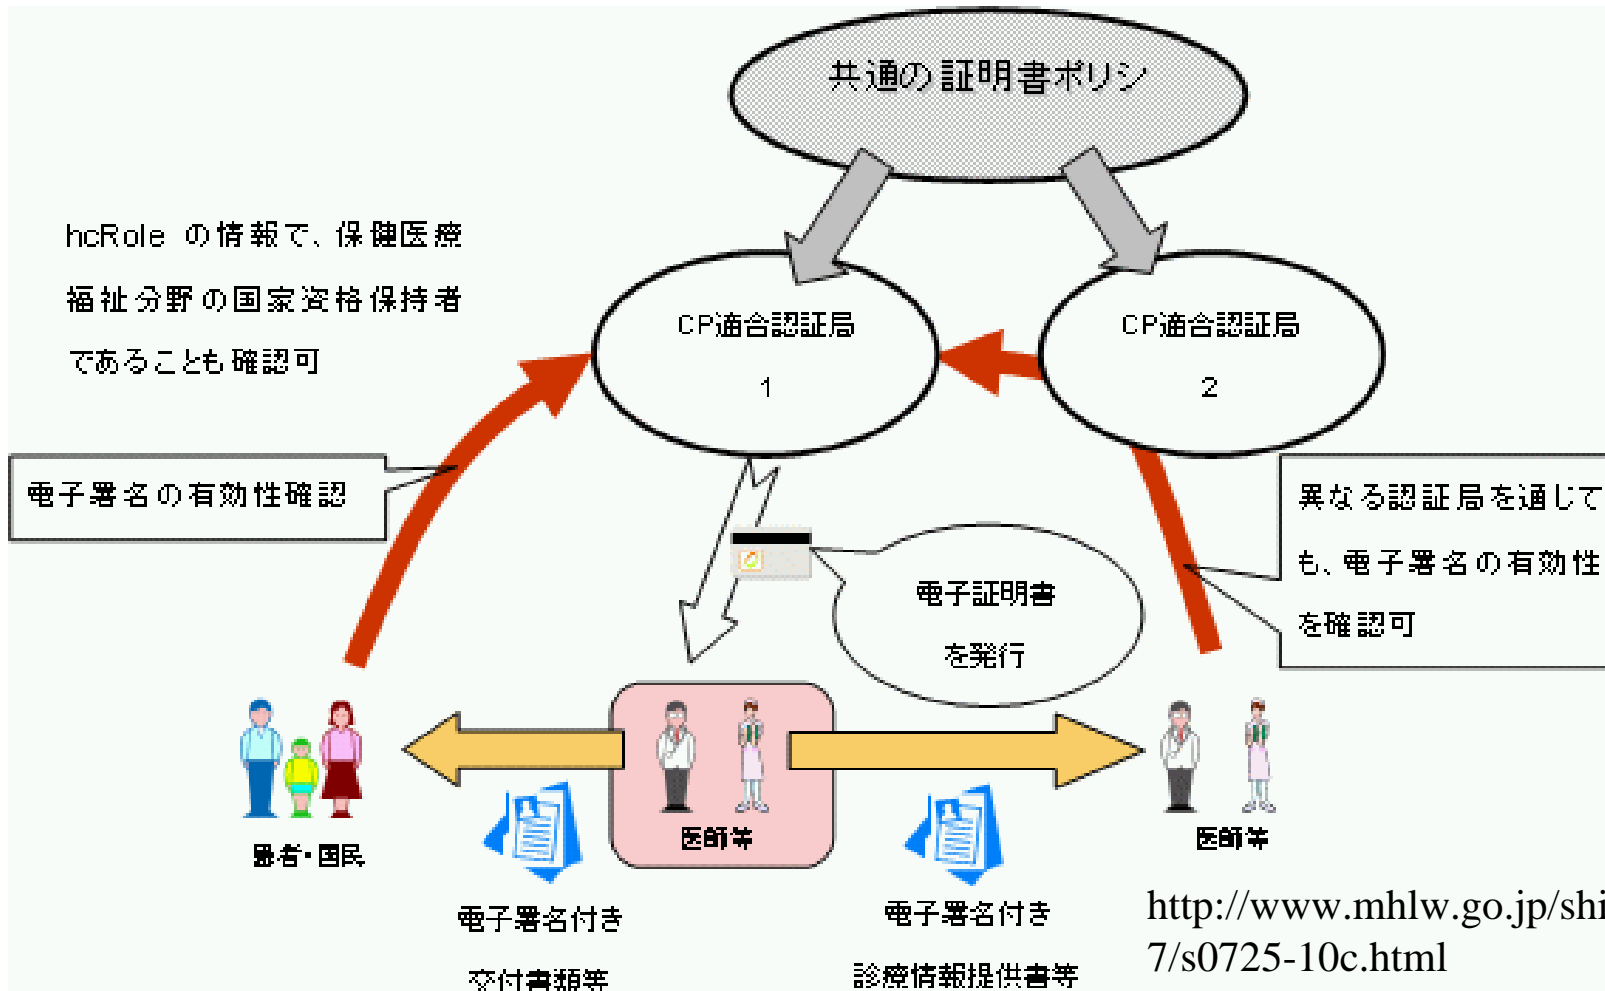 共通の証明書ポリシ
hcRole の情報で、保健医療
福祉分野の国家資格保持者
であることも確認可
CP適合認証局
1
CP適合認証局
2
電子署名の有効性確認
異なる認証局を通じて
も、電子署名の有効性
を確認可
電子証明書
を発行
患者・国民
医師等
医師等
電子署名付き
交付書類等
電子署名付き
診療情報提供書等
http://www.mhlw.go.jp/shi
7/s0725-10c.html